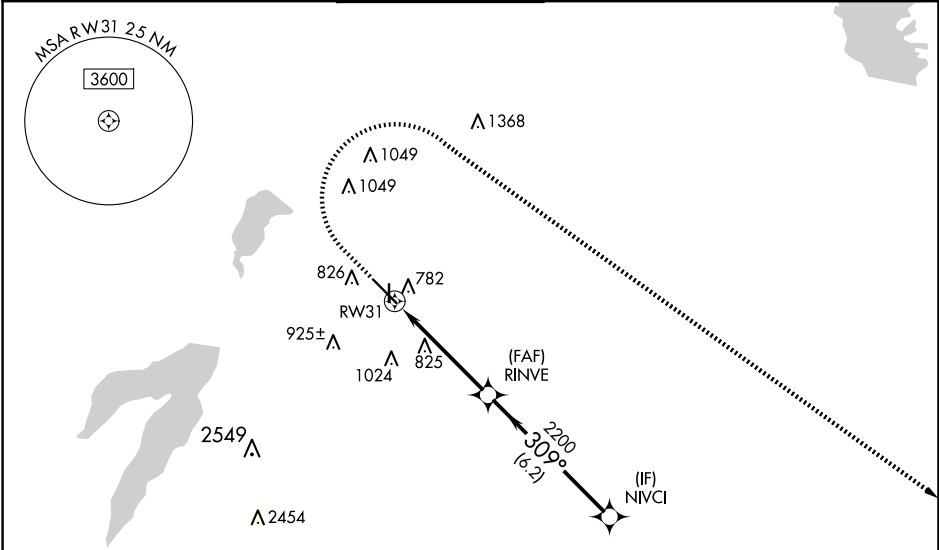 MSA RW31 25 NM
3600
1368
1049
1049
826
782
RW31
925±
1024
825
(FAF)
RINVE
2200
309°
(6.2)
(IF)
NIVCI
2549
2454